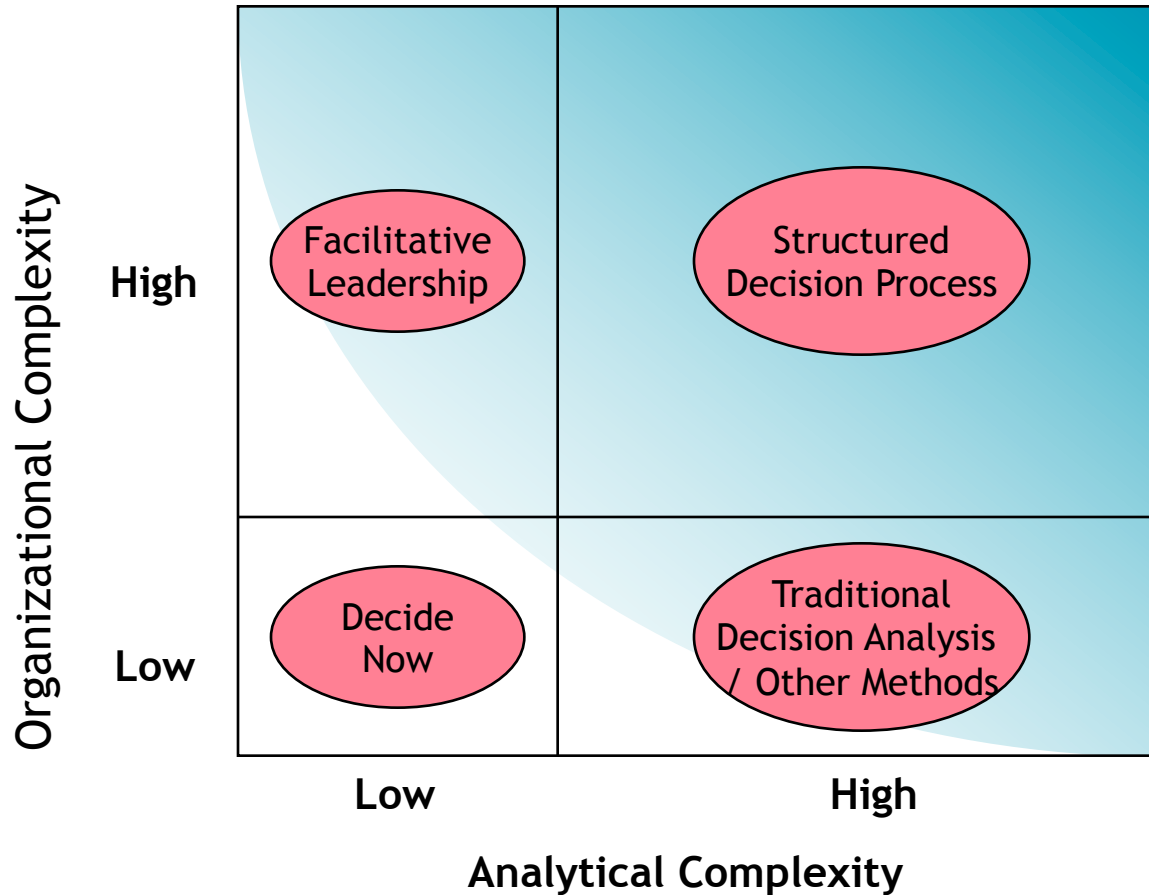 Organizational Complexity
High
Low
Facilitative
Leadership
Structured
Decision Process
Decide
Now
Traditional
Decision Analysis
/ Other Methods
Low
High
Analytical Complexity